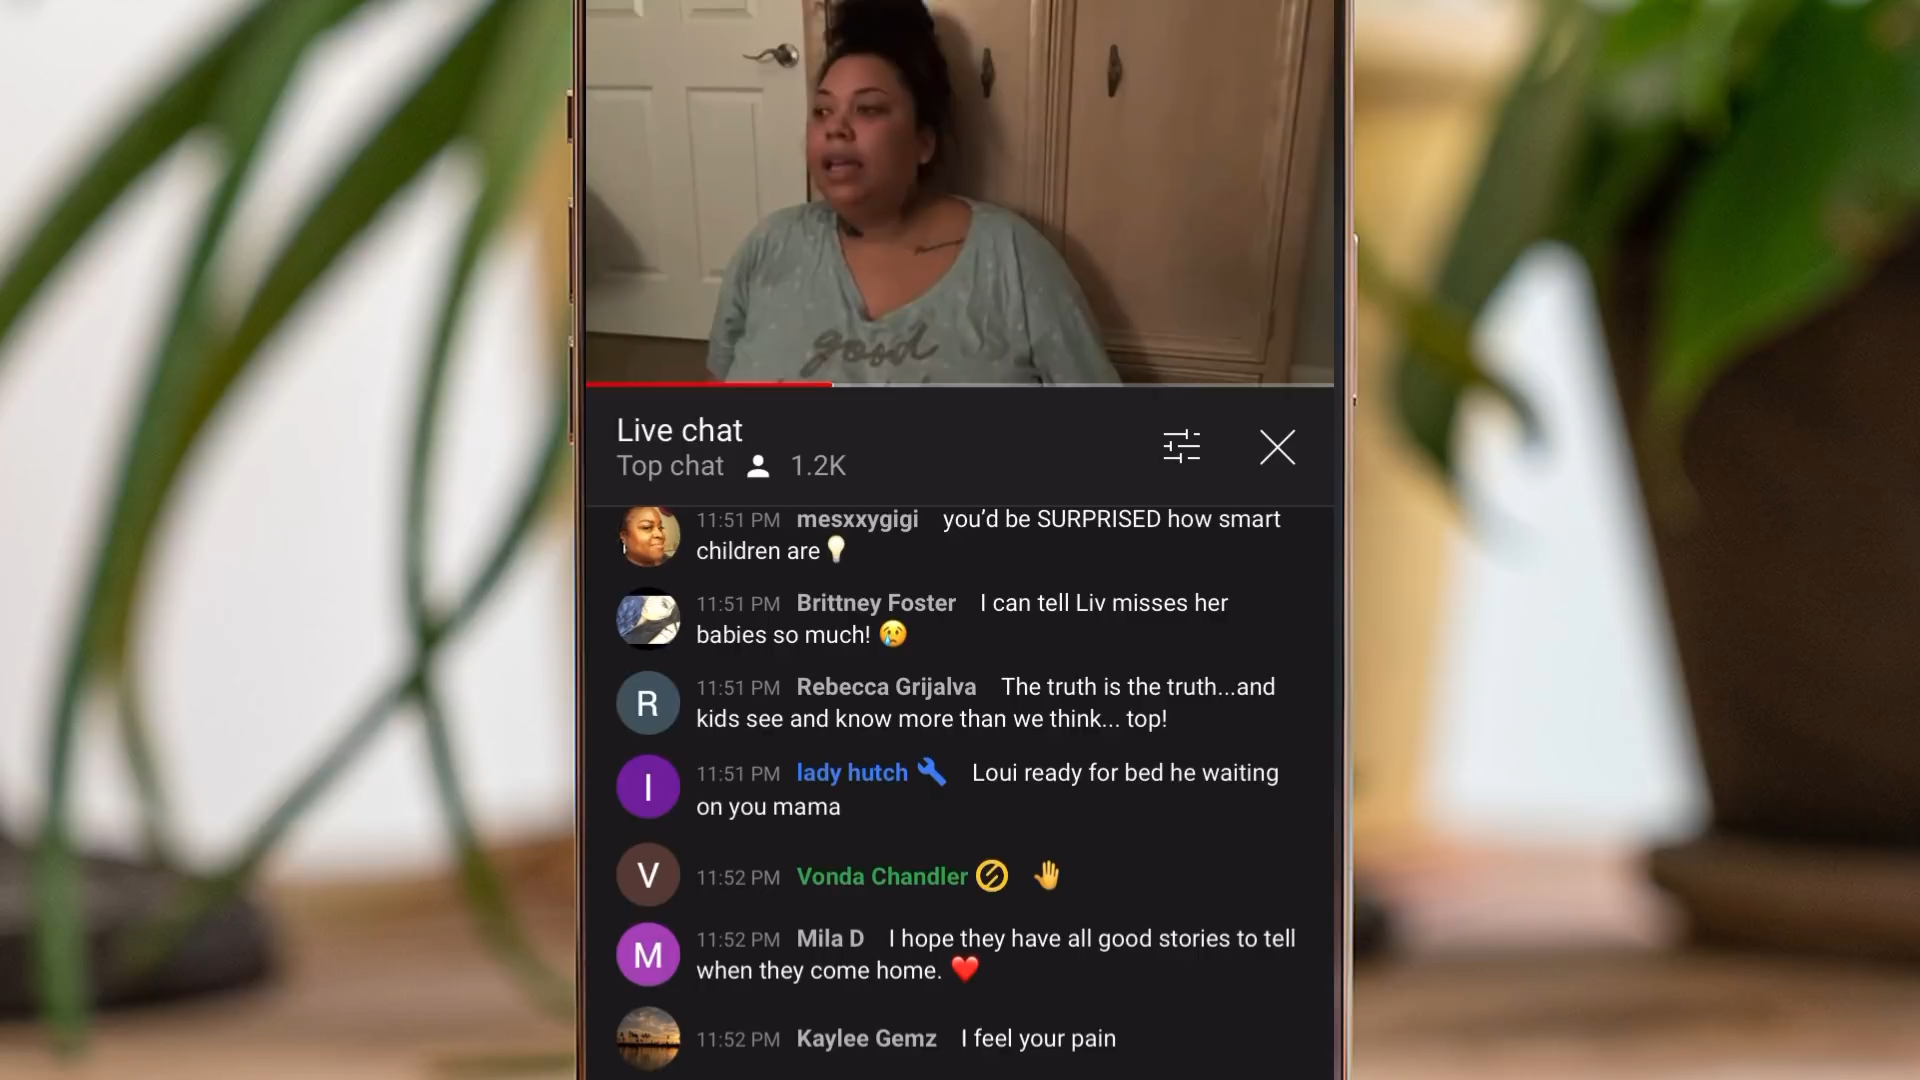 good
Live chat
Top chat 1.2K
11:51 PM mesxxygigi you’d be SURPRISED how smart
children are💡
11:51 PM Brittney Foster I can tell Liv misses her
babies so much! 😢
R 11:51 PM Rebecca Grijalva The truth is the truth...and
kids see and know more than we think... top!
l 11:51 PM lady hutch Loui ready for bed he waiting
on you mama
V 11:52 PM Vonda Chandler 🤚
M 11:52 PM Mila D I hope they have all good stories to tell
when they come home. ❤️
11:52 PM Kaylee Gemz I feel your pain